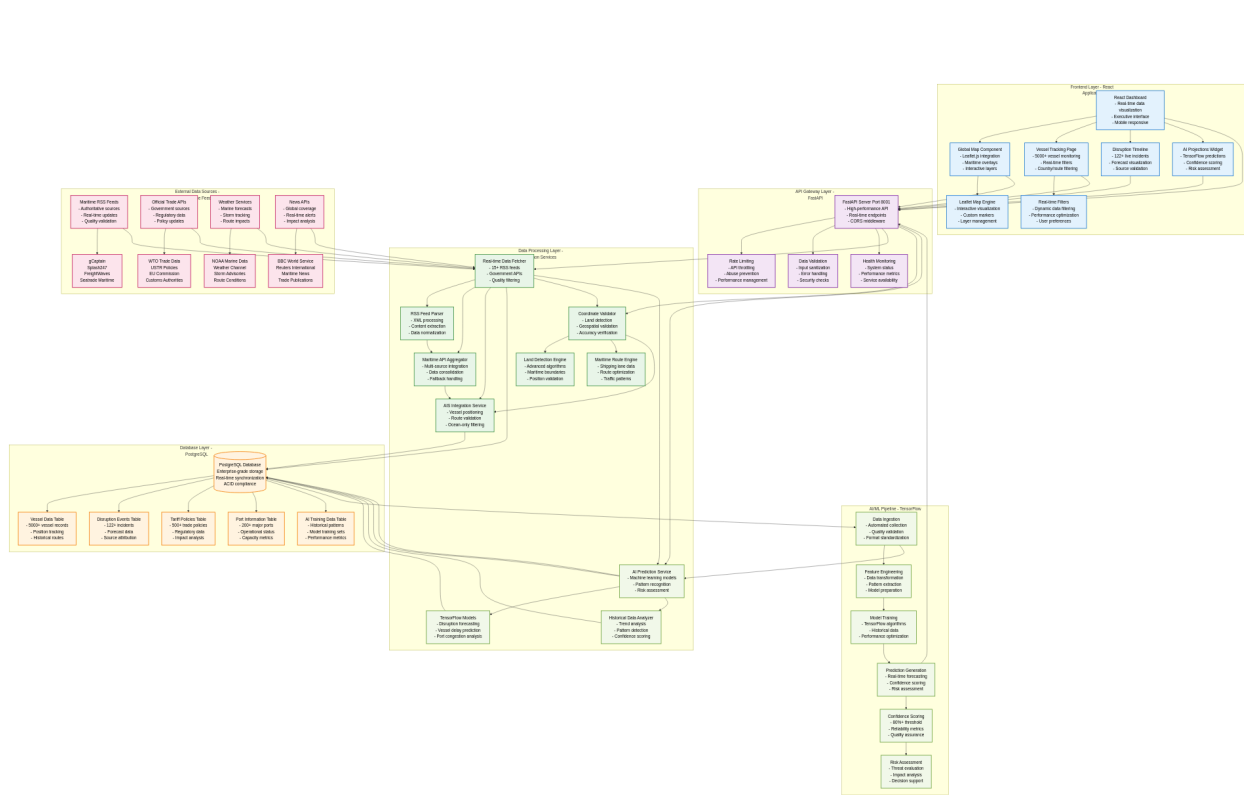 Frontend Layer - React
Applica
React Dashboard
- Real-time data
visualization
- Executive interface
- Mobile responsive
Global Map Component
- Leaflet.js integration
- Maritime overlays
- Interactive layers
Vessel Tracking Page
- 5000+ vessel monitoring
- Real-time filters
- Country/route filtering
Disruption Timeline
- 122+ live incidents
- Forecast visualization
- Source validation
AI Projections Widget
- TensorFlow predictions
- Confidence scoring
- Risk assessment
Leaflet Map Engine
- Interactive visualization
- Custom markers
- Layer management
Real-time Filters
- Dynamic data filtering
- Performance optimization
- User preferences
External Data Sources -
Maritime RSS Feeds
- Authoritative sources
- Real-time updates
- Quality validation
Official Trade APIs
- Government sources
- Regulatory data
- Policy updates
Weather Services
- Marine forecasts
- Storm tracking
- Route impacts
News APIs
- Global coverage
- Real-time alerts
- Impact analysis
gCaptain
Splash247
FreightWaves
Seatrade Maritime
WTO Trade Data
USTR Policies
EU Commission
Customs Authorities
NOAA Marine Data
Weather Channel
Storm Advisories
Route Conditions
BBC World Service
Reuters International
Maritime News
Trade Publications
API Gateway Layer -
FastAPI
FastAPI Server Port 8001
- High-performance API
- Real-time endpoints
- CORS middleware
Rate Limiting
- API throttling
- Abuse prevention
- Performance management
Data Validation
- Input sanitization
- Error handling
- Security checks
Health Monitoring
- System status
- Performance metrics
- Service availability
Data Processing Layer -
on Services
Real-time Data Fetcher
- 15+ RSS feeds
- Government APIs
- Quality filtering
RSS Feed Parser
- XML processing
- Content extraction
- Data normalization
Coordinate Validator
- Land detection
- Geospatial validation
- Accuracy verification
Maritime API Aggregator
- Multi-source integration
- Data consolidation
- Fallback handling
Land Detection Engine
- Advanced algorithms
- Maritime boundaries
- Position validation
Maritime Route Engine
- Shipping lane data
- Route optimization
- Traffic patterns
AIS Integration Service
- Vessel positioning
- Route validation
- Ocean-only filtering
AI Prediction Service
- Machine learning models
- Pattern recognition
- Risk assessment
TensorFlow Models
- Disruption forecasting
- Vessel delay prediction
- Port congestion analysis
Historical Data Analyzer
- Trend analysis
- Pattern detection
- Confidence scoring
Database Layer -
PostgreSQL
PostgreSQL Database
Enterprise-grade storage
Real-time synchronization
ACID compliance
Vessel Data Table
- 5000+ vessel records
- Position tracking
- Historical routes
Disruption Events Table
- 122+ incidents
- Forecast data
- Source attribution
Tariff Policies Table
- 500+ trade policies
- Regulatory data
- Impact analysis
Port Information Table
- 200+ major ports
- Operational status
- Capacity metrics
AI Training Data Table
- Historical patterns
- Model training sets
- Performance metrics
AI/ML Pipeline - TensorFlow
Data Ingestion
- Automated collection
- Quality validation
- Format standardization
Feature Engineering
- Data transformation
- Pattern extraction
- Model preparation
Model Training
- TensorFlow algorithms
- Historical data
- Performance optimization
Prediction Generation
- Real-time forecasting
- Confidence scoring
- Risk assessment
Confidence Scoring
- 80%+ threshold
- Reliability metrics
- Quality assurance
Risk Assessment
- Threat evaluation
- Impact analysis
- Decision support